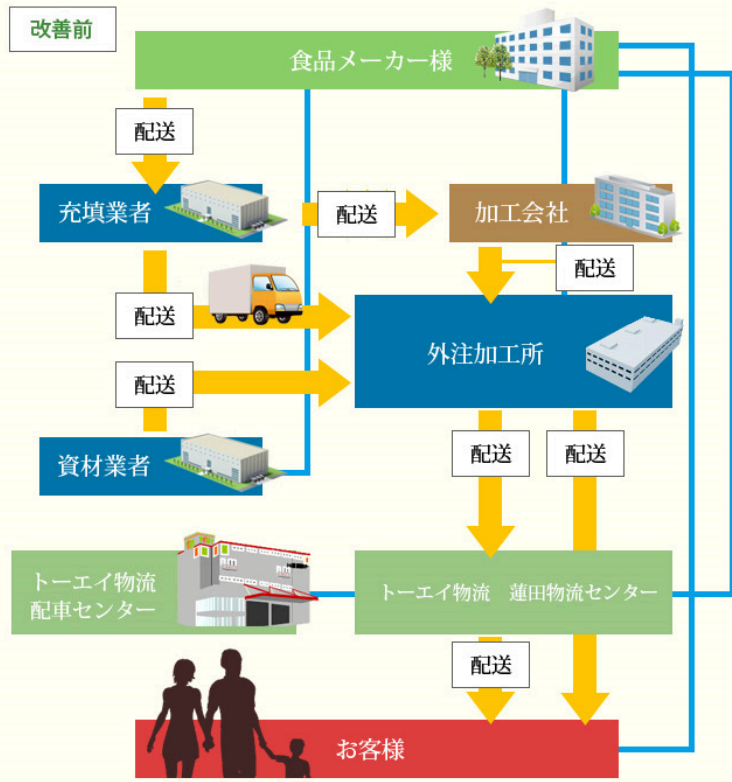 改善前
食品メーカー様
配送
充填業者
配送
加工会社
配送
配送
外注加工所
配送
資材業者
配送
配送
トーエイ物流
配車センター
トーエイ物流　蓮田物流センター
配送
お客様